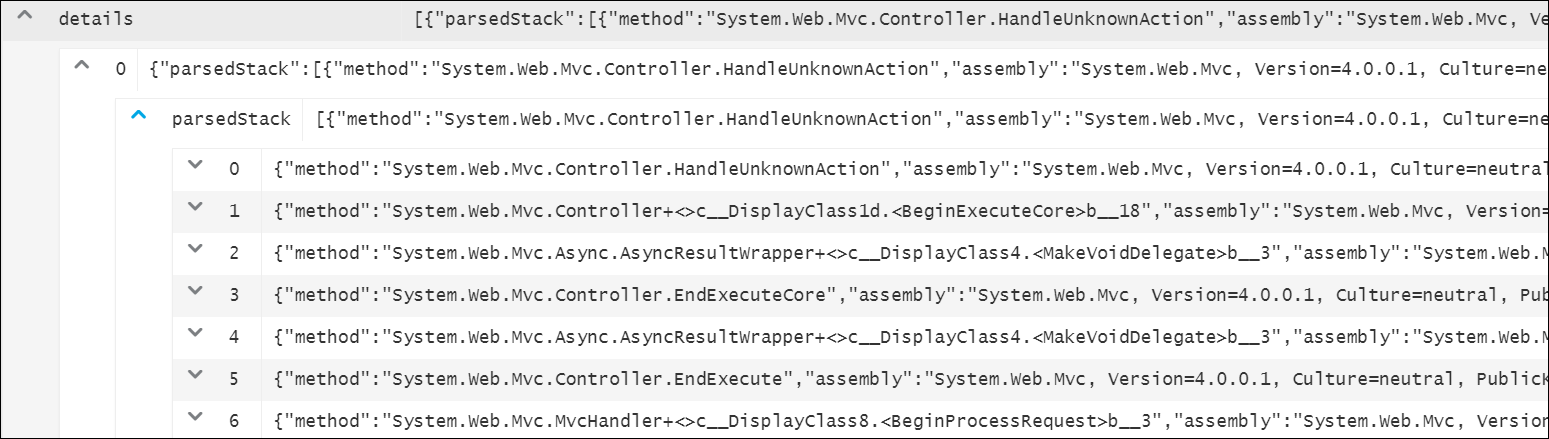 details [{"parsedStack":[{"method":"System.Web.Mvc.Controller.HandleUnknownAction","assembly":"System.Web.Mvc, Ve
0 {"parsedStack":[{"method":"System.Web.Mvc.Controller.HandleUnknownAction","assembly":"System.Web.Mvc, Version=4.0.0.1, Culture=ne
parsedStack [{"method":"System.Web.Mvc.Controller.HandleUnknownAction","assembly":"System.Web.Mvc, Version=4.0.0.1, Culture=ne
0 {"method":"System.Web.Mvc.Controller.HandleUnknownAction","assembly":"System.Web.Mvc, Version=4.0.0.1, Culture=neutral
1 {"method":"System.Web.Mvc.Controller+<>c__DisplayClass1d.<BeginExecuteCore>b__18","assembly":"System.Web.Mvc, Version=
2 {"method":"System.Web.Mvc.Async.AsyncResultWrapper+<>c__DisplayClass4.<MakeVoidDelegate>b__3","assembly":"System.Web.M
3 {"method":"System.Web.Mvc.Controller.EndExecuteCore","assembly":"System.Web.Mvc, Version=4.0.0.1, Culture=neutral, Pub
4 {"method":"System.Web.Mvc.Async.AsyncResultWrapper+<>c__DisplayClass4.<MakeVoidDelegate>b__3","assembly":"System.Web.M
5 {"method":"System.Web.Mvc.Controller.EndExecute","assembly":"System.Web.Mvc, Version=4.0.0.1, Culture=neutral, PublicK
6 {"method":"System.Web.Mvc.MvcHandler+<>c__DisplayClass8.<BeginProcessRequest>b__3","assembly":"System.Web.Mvc, Version